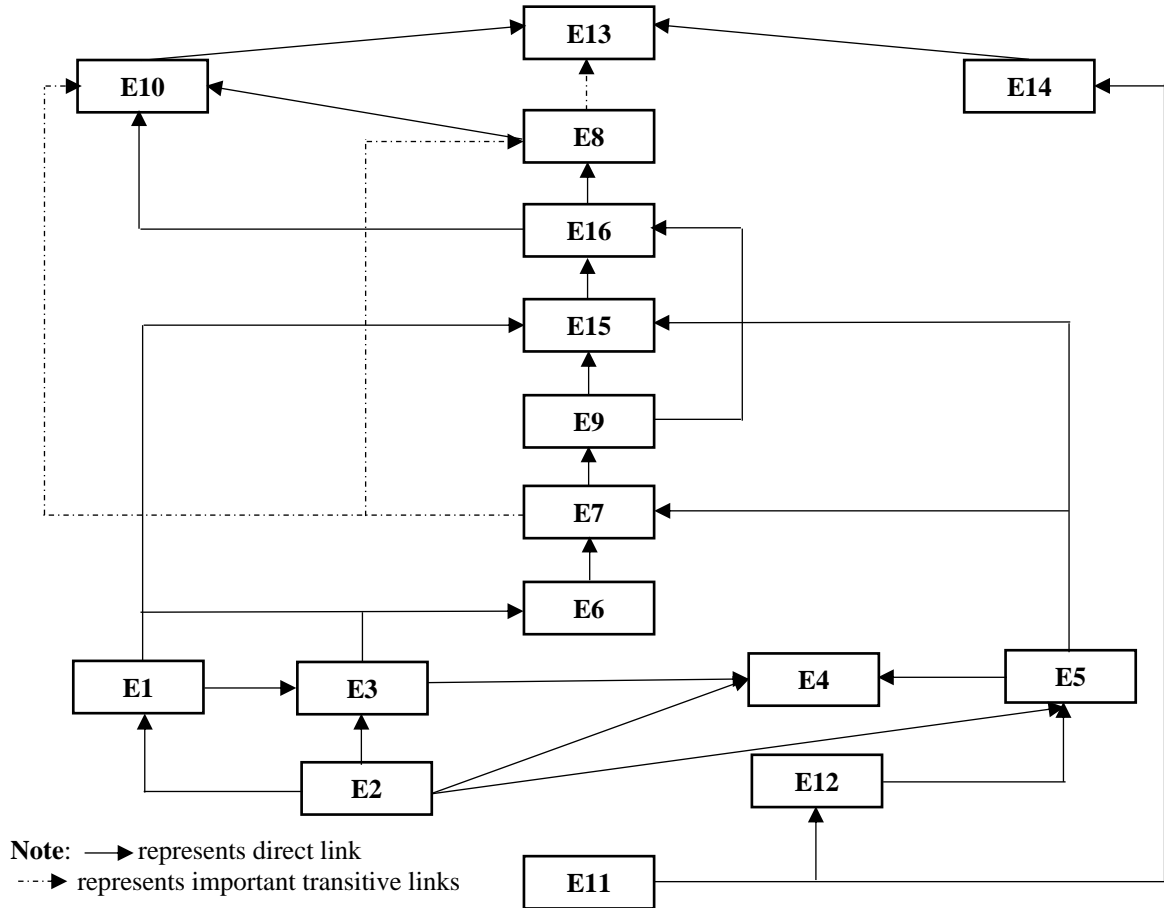 E13
E10
E14
E8
E16
E15
E9
E7
E6
E1
E3
E4
E5
E2
E12
Note: represents direct link
represents important transitive links
E11